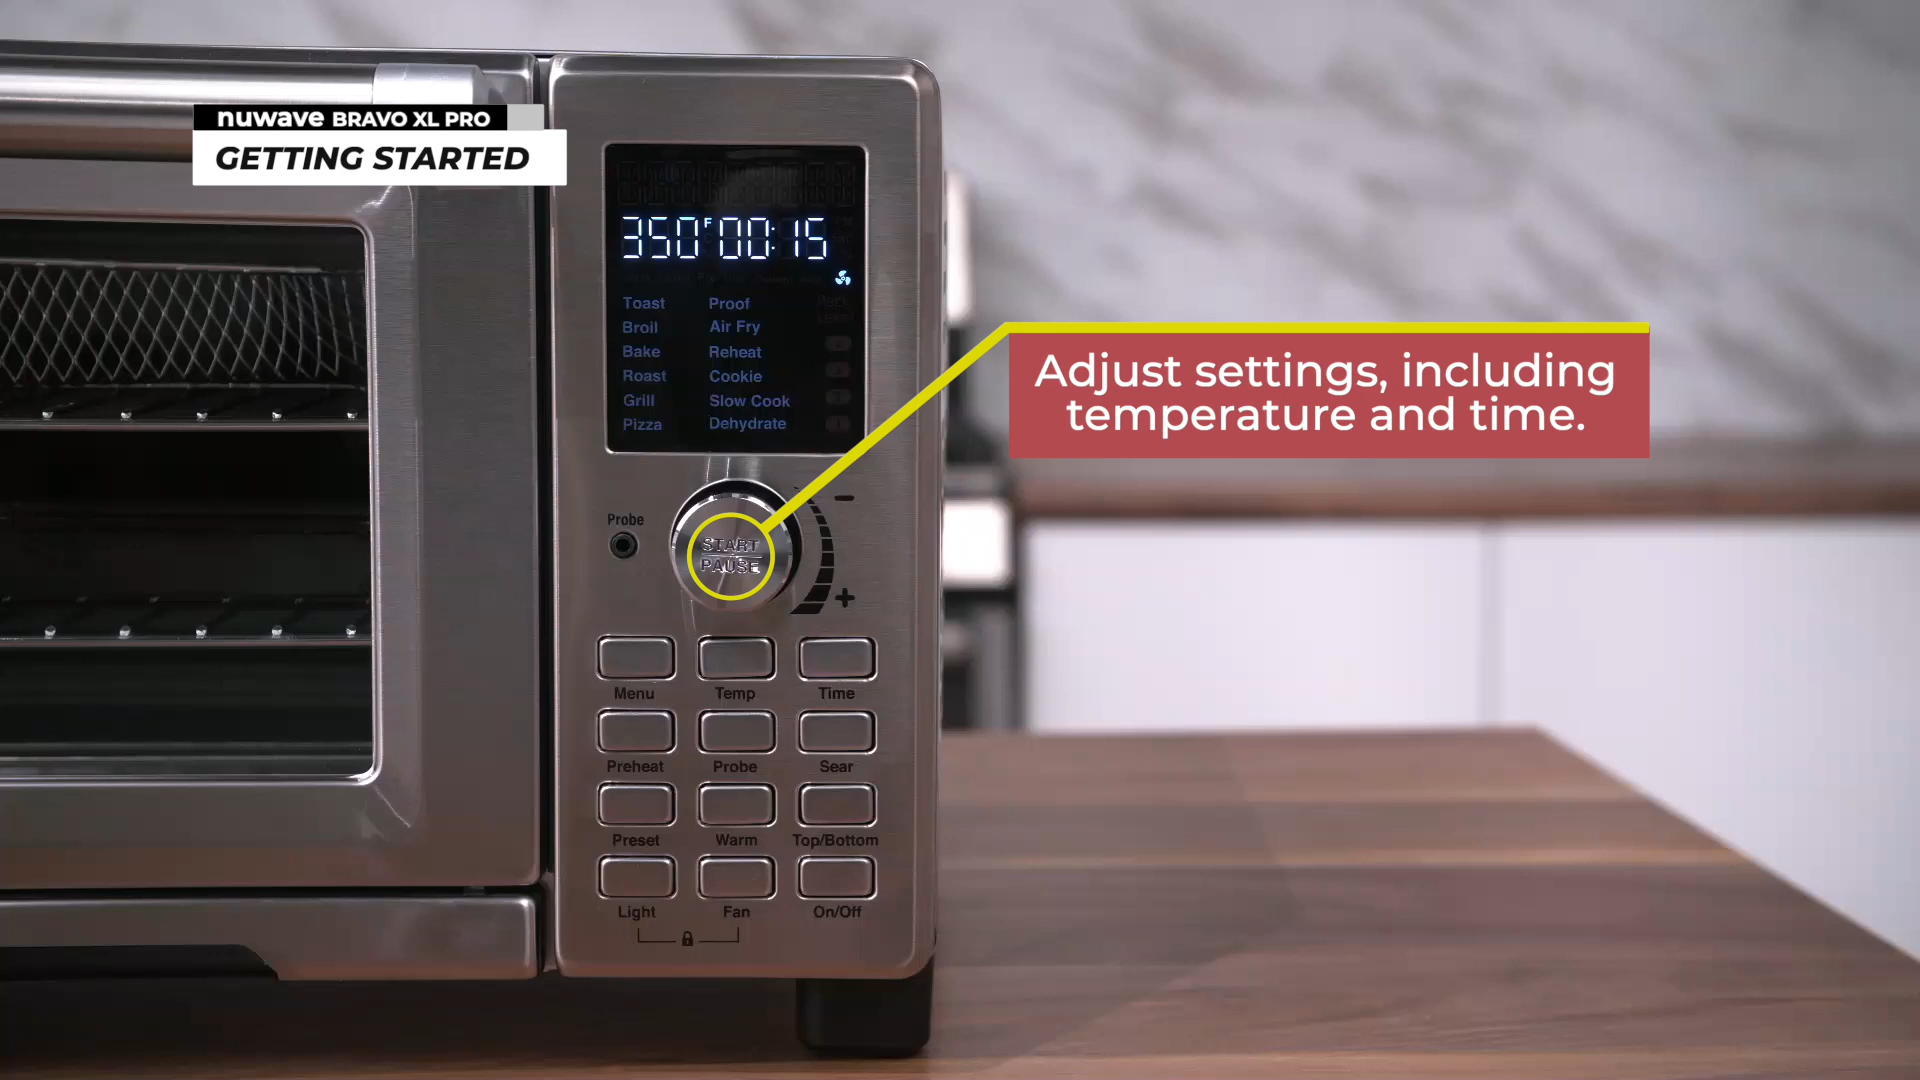 nuwave BRAVO XL PRO
GETTING STARTED
350°F 00:15
Toast Proof
Broil Air Fry
Bake Reheat
Roast Cookie
Grill Slow Cook
Pizza Dehydrate
Adjust settings, including
temperature and time.
Probe
START
PAUSE
-
+
Menu Temp Time
Preheat Probe Sear
Preset Warm Top/Bottom
Light Fan On/Off